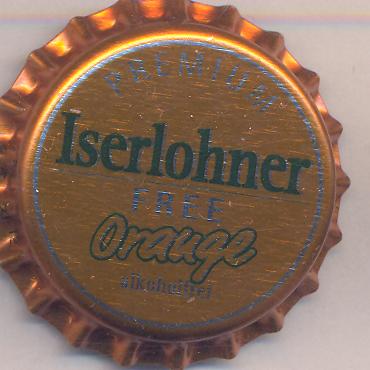 PREMIUM
Iserlohner
FREE
Orange
alkoholfrei